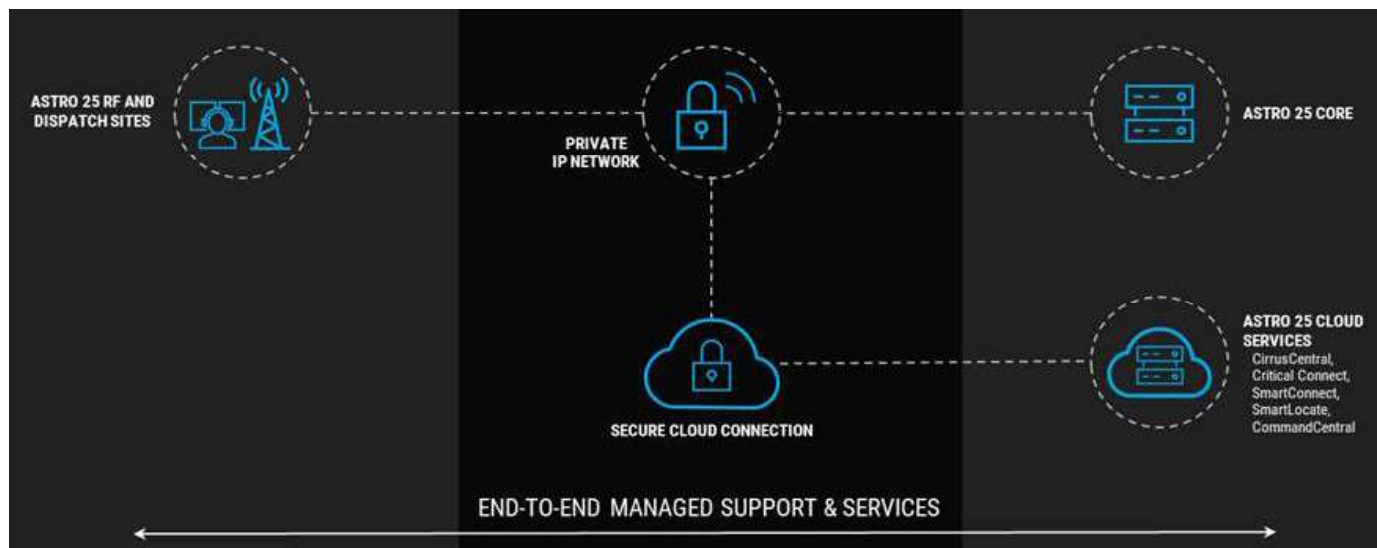 ASTRO 25 RF AND
DISPATCH SITES
PRIVATE
IP NETWORK
ASTRO 25 CORE
SECURE CLOUD CONNECTION
ASTRO 25 CLOUD
SERVICES
CirrusCentral,
Critical Connect,
SmartConnect,
SmartLocate,
CommandCentral
END-TO-END MANAGED SUPPORT & SERVICES